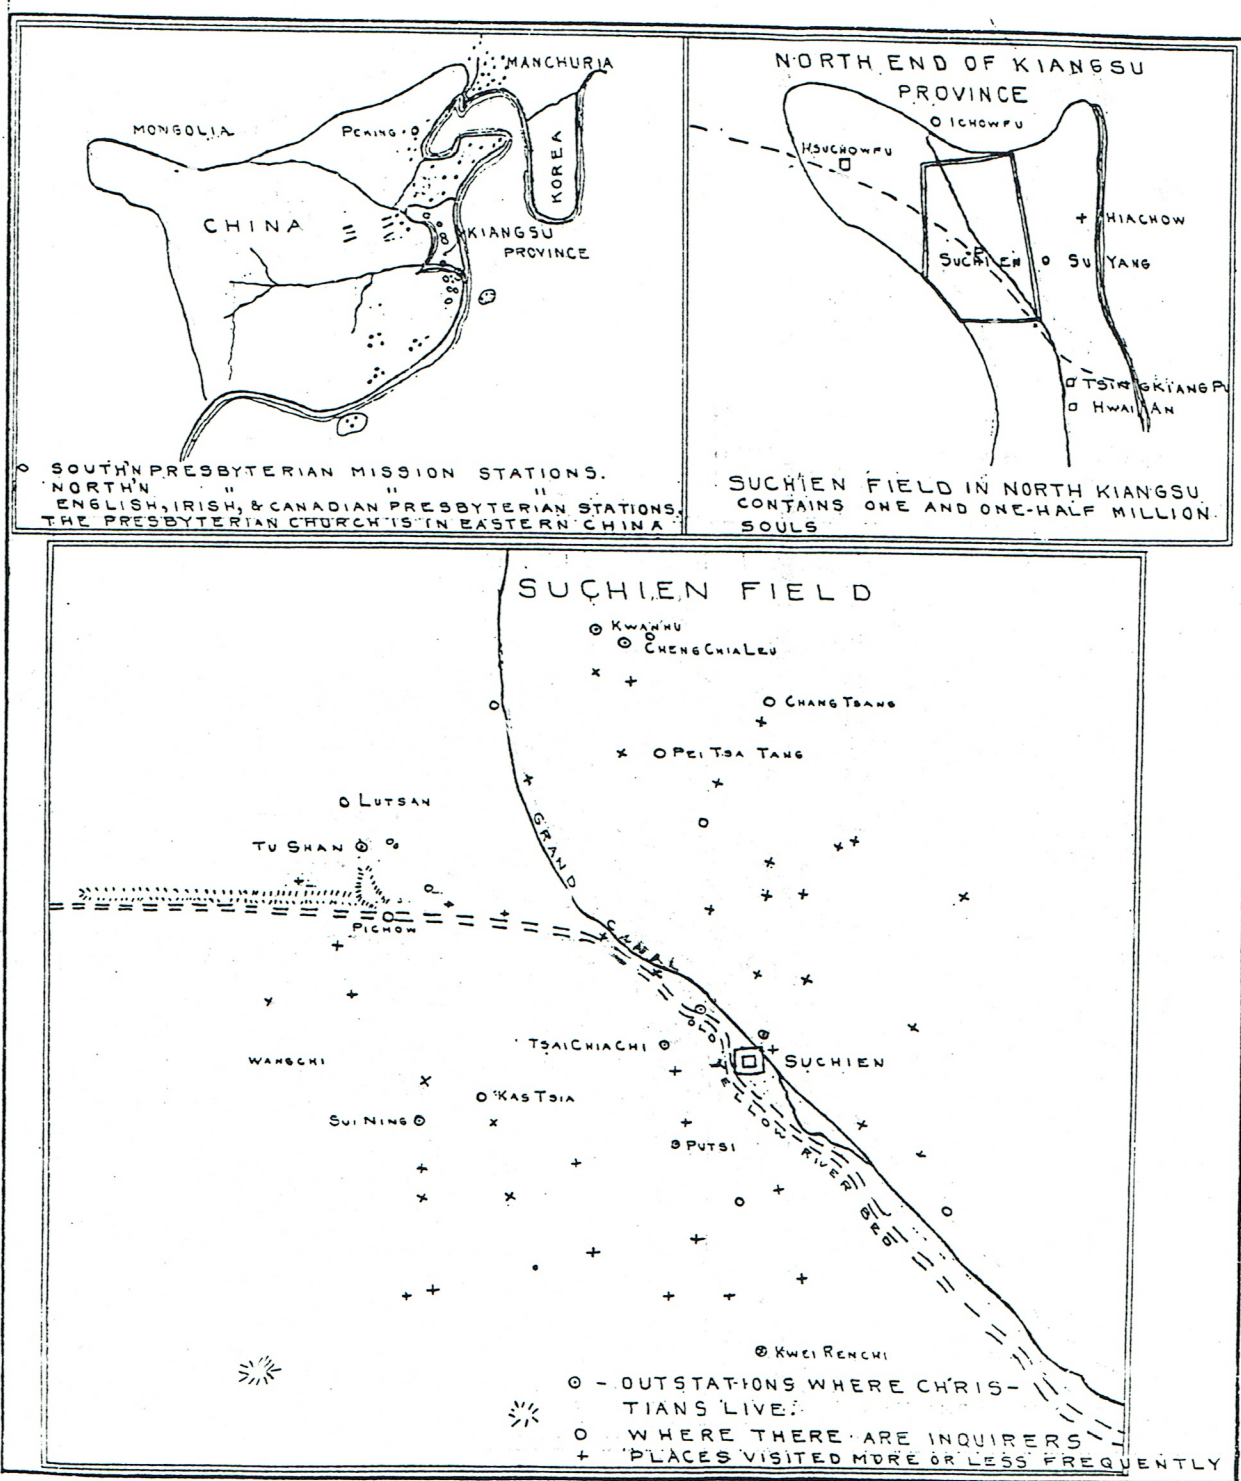 MANCHURIA
MONGOLIA
PEKING
KOREA
CHINA
KIANGSU
PROVINCE
SOUTH'N PRESBYTERIAN MISSION STATIONS.
NORTH'N " " "
ENGLISH, IRISH, & CANADIAN PRESBYTERIAN STATIONS.
THE PRESBYTERIAN CHURCH IS IN EASTERN CHINA
NORTH END OF KIANGSU
PROVINCE
ICHOWFU
HSUCHOWFU
HIACHOW
SUCHIEN
SU YANG
TSINGKIANGPU
HWAI AN
SUCHIEN FIELD IN NORTH KIANGSU
CONTAINS ONE AND ONE-HALF MILLION
SOULS
SUCHIEN FIELD
KWANHU
CHENG CHIA LEU
CHANG TSANG
PEI TSA TANG
LUTSAN
GRAND CANAL
TU SHAN
PICHOW
TSAI CHIA CHI
WANGCHI
SUCHIEN
KAS TSIA
SUI NING
PUTSI
OLD YELLOW RIVER BED
KWEI RENCHI
OUTSTATIONS WHERE CHRIS-
TIANS LIVE.
WHERE THERE ARE INQUIRERS
+ PLACES VISITED MORE OR LESS FREQUENTLY